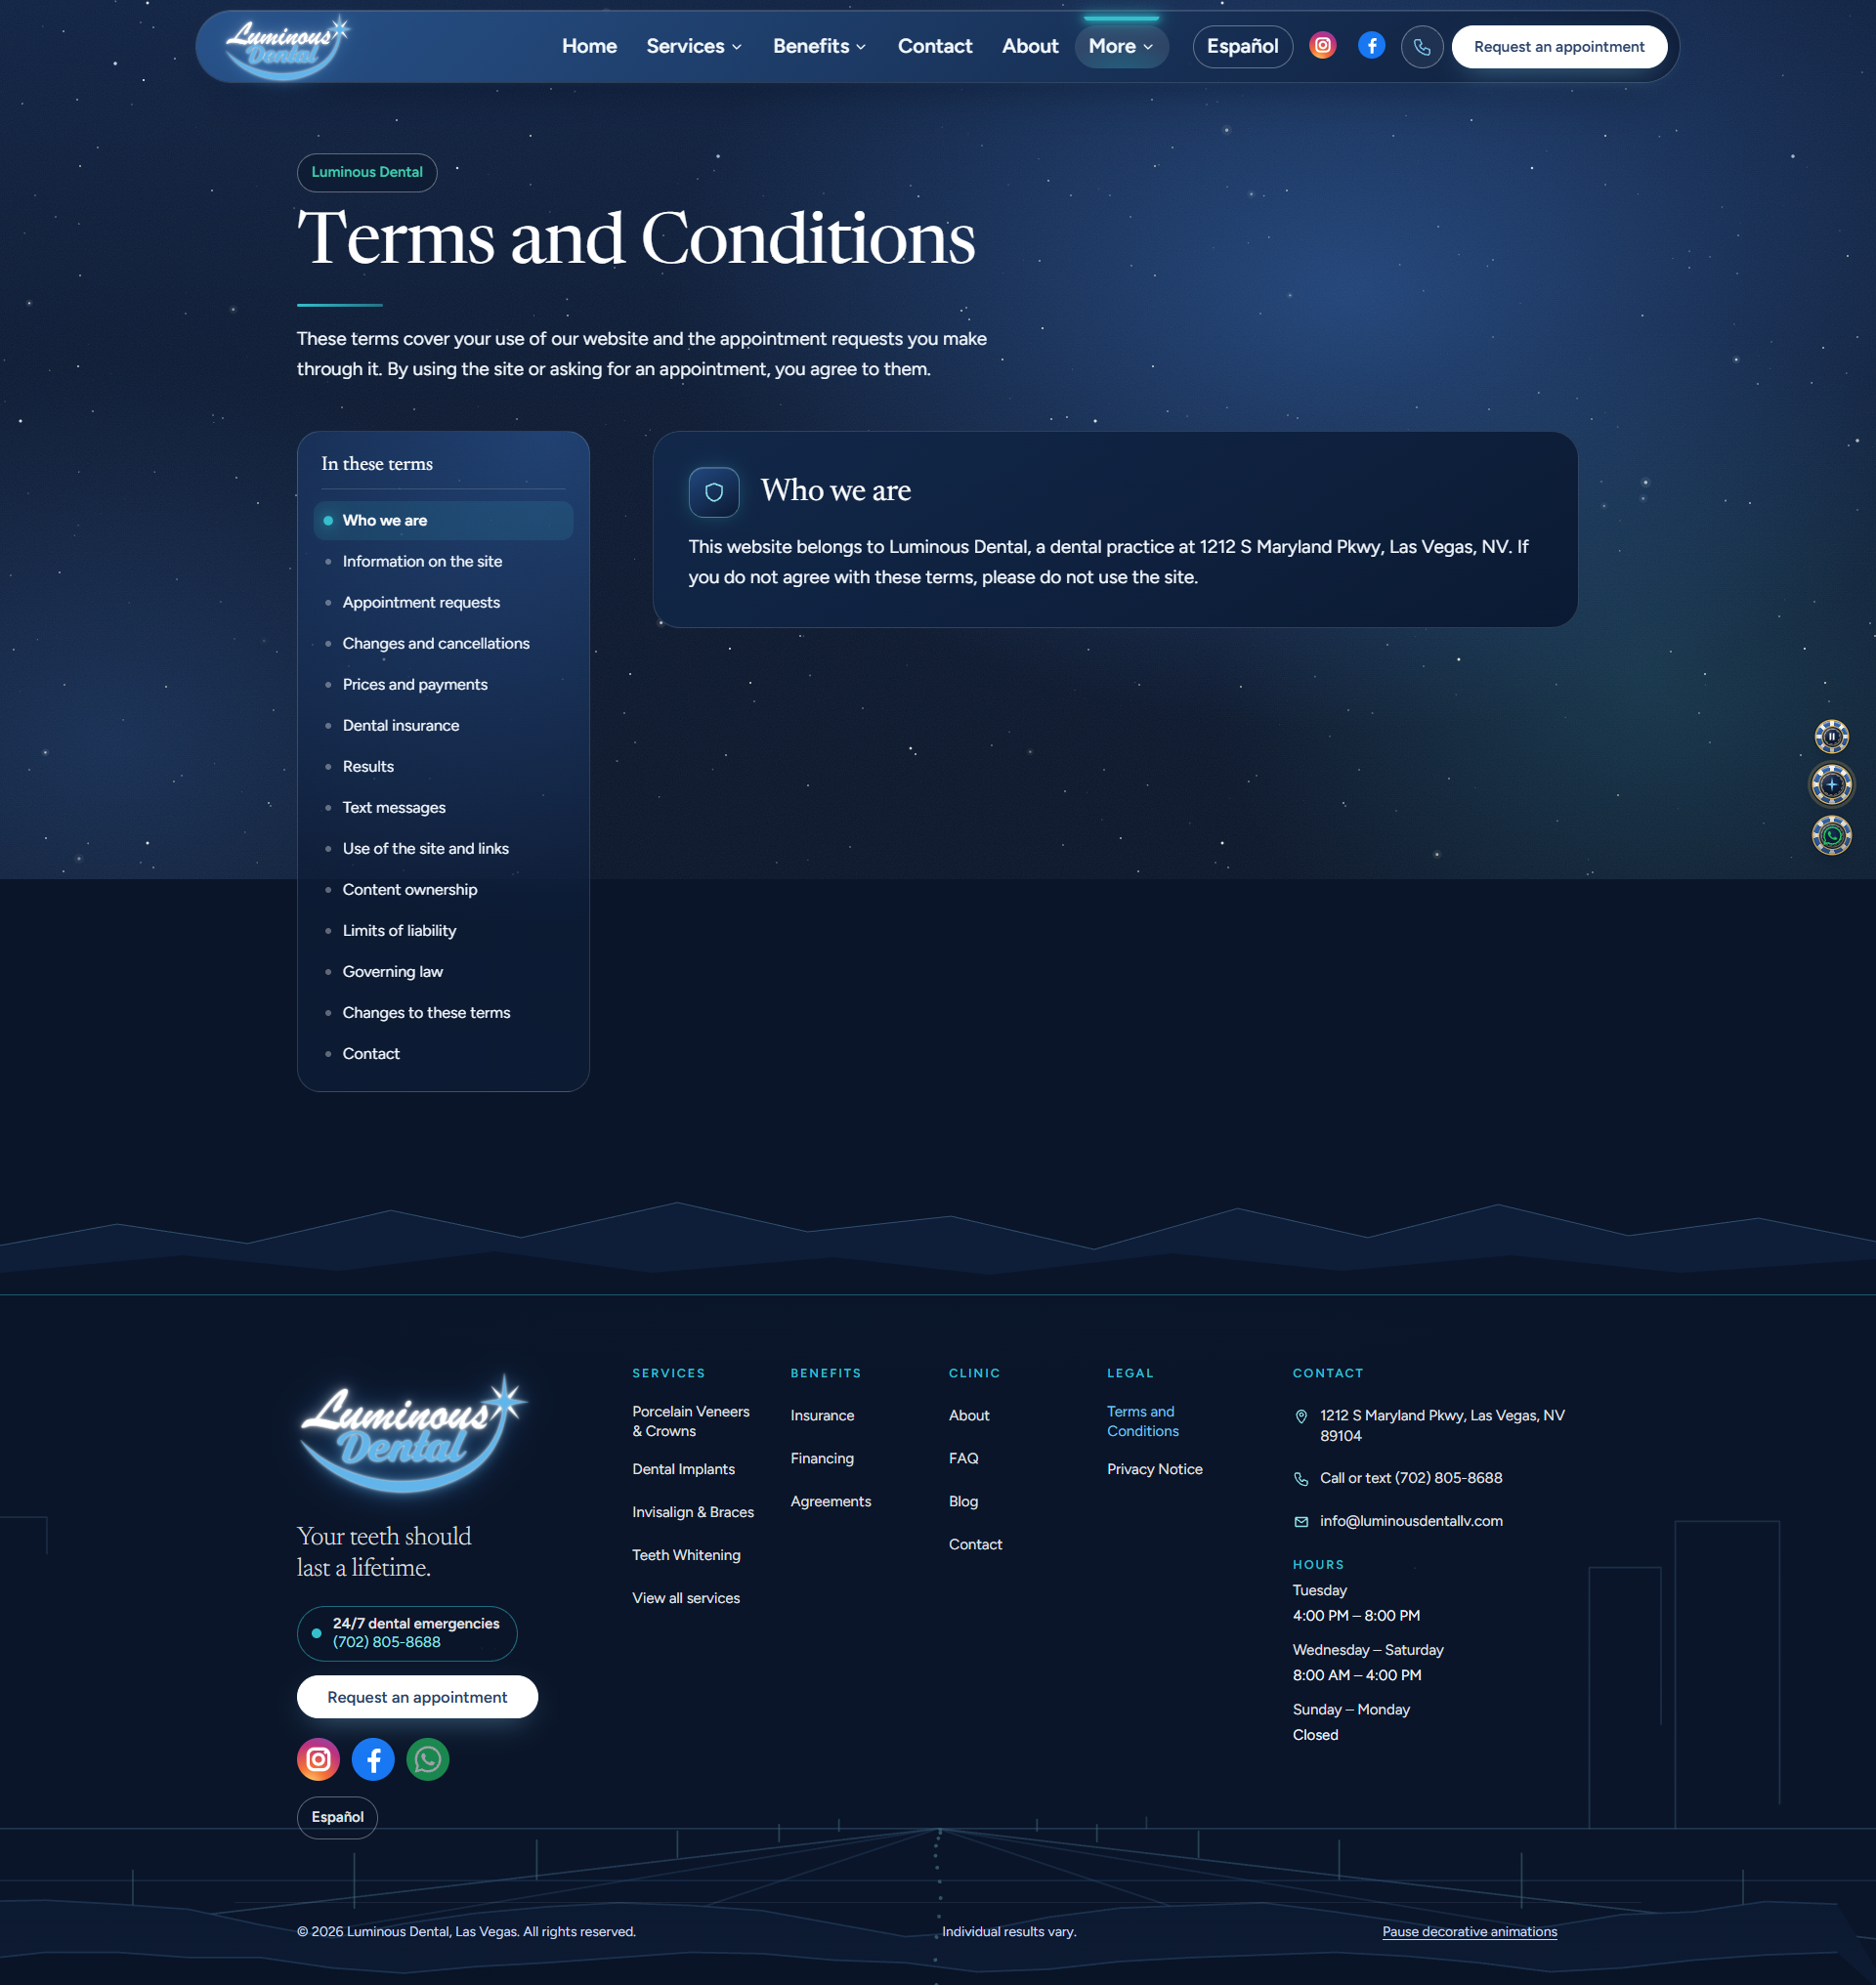 Luminous
Dental
Home
Services
Benefits
Contact
About
More
Español
Request an appointment
Luminous Dental
Terms and Conditions
These terms cover your use of our website and the appointment requests you make
through it. By using the site or asking for an appointment, you agree to them.
In these terms
Who we are
Information on the site
Appointment requests
Changes and cancellations
Prices and payments
Dental insurance
Results
Text messages
Use of the site and links
Content ownership
Limits of liability
Governing law
Changes to these terms
Contact
Who we are
This website belongs to Luminous Dental, a dental practice at 1212 S Maryland Pkwy, Las Vegas, NV. If
you do not agree with these terms, please do not use the site.
Luminous
Dental
Your teeth should
last a lifetime.
24/7 dental emergencies
(702) 805-8688
Request an appointment
Español
SERVICES
Porcelain Veneers
& Crowns
Dental Implants
Invisalign & Braces
Teeth Whitening
View all services
BENEFITS
Insurance
Financing
Agreements
CLINIC
About
FAQ
Blog
Contact
LEGAL
Terms and
Conditions
Privacy Notice
CONTACT
1212 S Maryland Pkwy, Las Vegas, NV
89104
Call or text (702) 805-8688
info@luminousdentallv.com
HOURS
Tuesday
4:00 PM – 8:00 PM
Wednesday – Saturday
8:00 AM – 4:00 PM
Sunday – Monday
Closed
© 2026 Luminous Dental, Las Vegas. All rights reserved.
Individual results vary.
Pause decorative animations